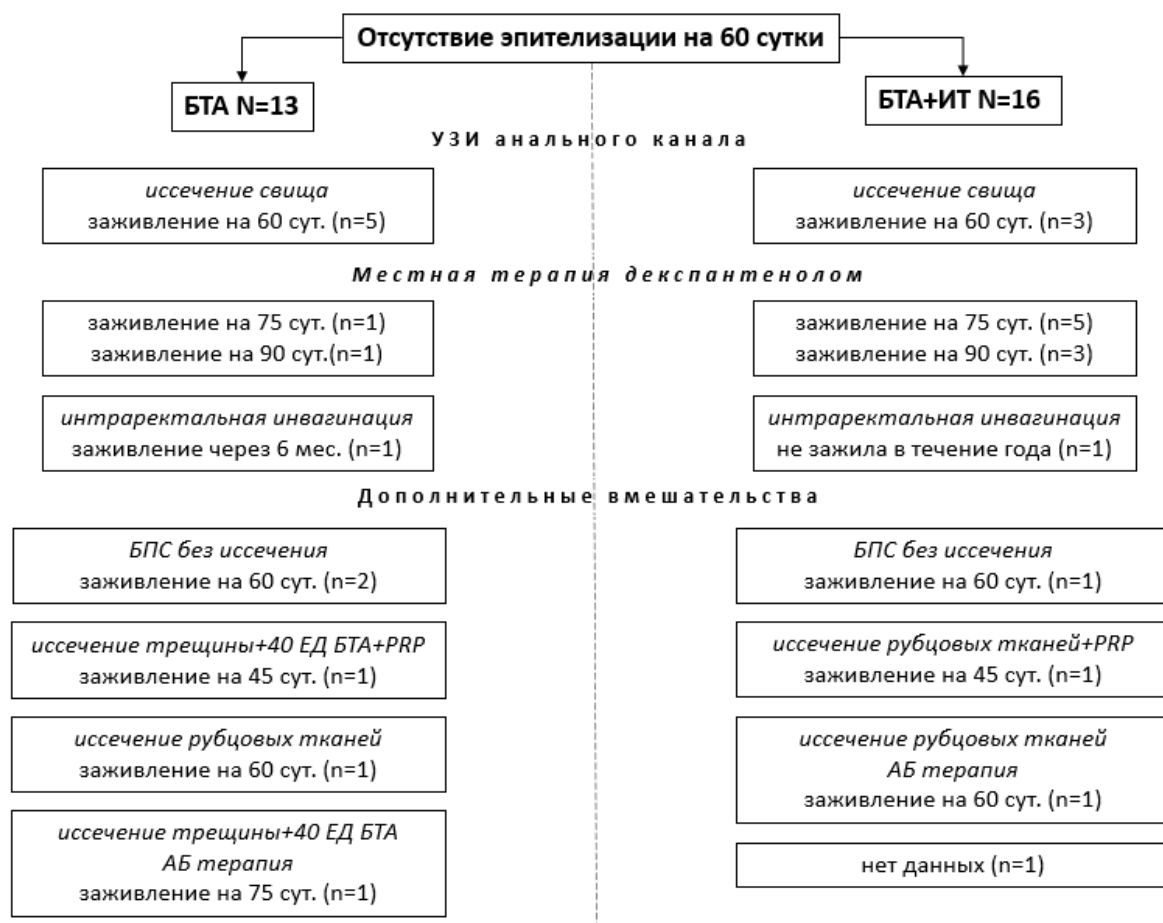 Отсутствие эпителизации на 60 сутки
БТА N=13
БТА+ИТ N=16
УЗИ анального канала
иссечение свища
заживление на 60 сут. (n=5)
иссечение свища
заживление на 60 сут. (n=3)
Местная терапия декспантенолом
заживление на 75 сут. (n=1)
заживление на 90 сут.(n=1)
заживление на 75 сут. (n=5)
заживление на 90 сут. (n=3)
интраректальная инвагинация
заживление через 6 мес. (n=1)
интраректальная инвагинация
не зажила в течение года (n=1)
Дополнительные вмешательства
БПС без иссечения
заживление на 60 сут. (n=2)
БПС без иссечения
заживление на 60 сут. (n=1)
иссечение трещины+40 ЕД БТА+PRP
заживление на 45 сут. (n=1)
иссечение рубцовых тканей+PRP
заживление на 45 сут. (n=1)
иссечение рубцовых тканей
заживление на 60 сут. (n=1)
иссечение рубцовых тканей
АБ терапия
заживление на 60 сут. (n=1)
иссечение трещины+40 ЕД БТА
АБ терапия
заживление на 75 сут. (n=1)
нет данных (n=1)